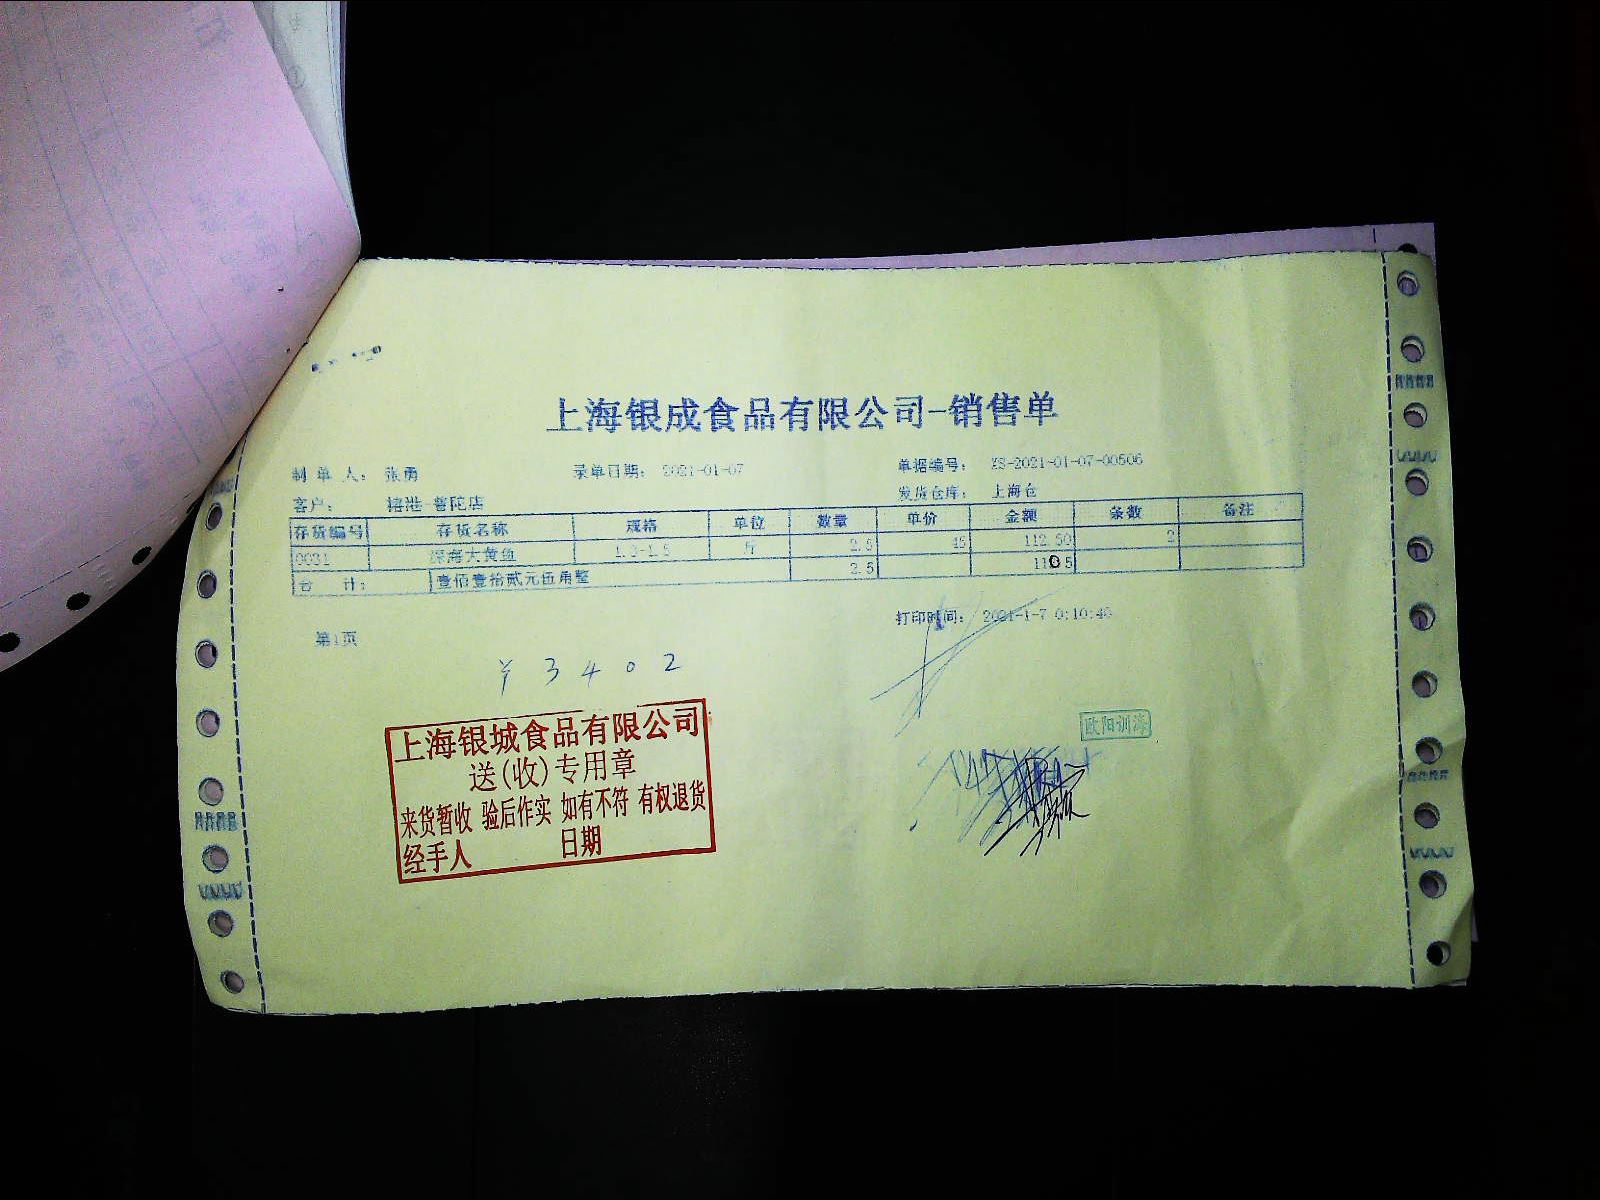 上海银成食品有限公司-销售单
制 单 人： 张勇 录单日期： 2021-01-07 单据编号： XS-2021-01-07-00506
客户： 普陀店 发货仓库： 上海仓
存货编号 存货名称 规格 单位 数量 单价 金额 条数 备注
0031 深海大黄鱼 1.2-1.5 斤 2.5 45 112.50 2
合 计： 壹佰壹拾贰元伍角整 2.5
打印时间： 2021-1-7 0:10:40
第1页
¥ 3402
上海银城食品有限公司
送(收)专用章
来货暂收 验后作实 如有不符 有权退货
经手人 日期
欧阳训海